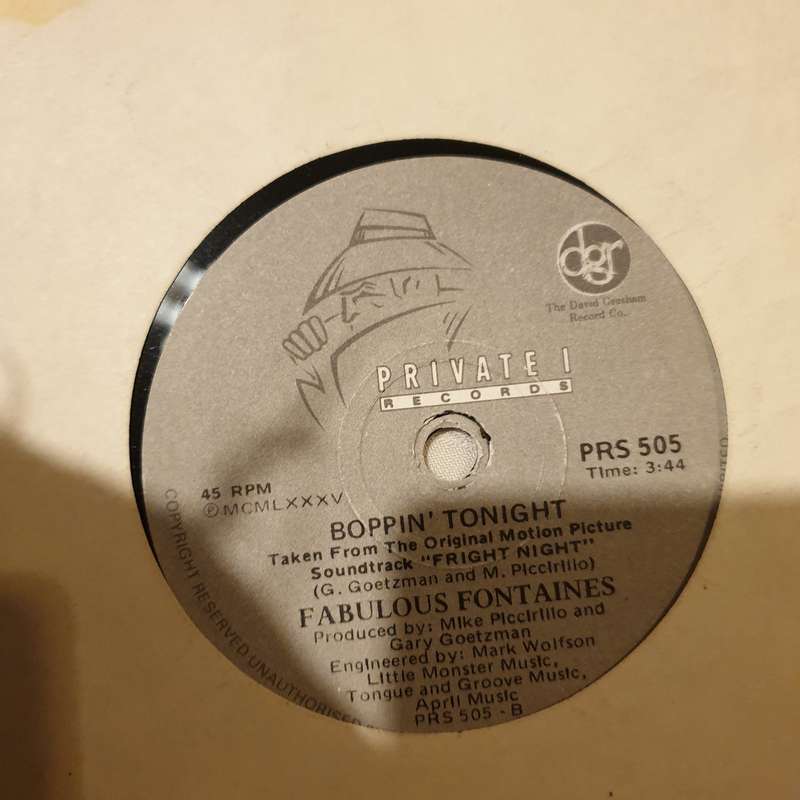 dgr
The David Gresham
Record Co.
PRIVATE I
RECORDS
PRS 505
Time: 3:44
45 RPM
ⓅMCMLXXXV
BOPPIN' TONIGHT
Taken From The Original Motion Picture
Soundtrack "FRIGHT NIGHT"
(G. Goetzman and M. Piccirillo)
FABULOUS FONTAINES
Produced by: Mike Piccirillo and
Gary Goetzman
Engineered by: Mark Wolfson
Little Monster Music,
Tongue and Groove Music,
April Music
PRS 505 - B
COPYRIGHT RESERVED UNAUTHORISED